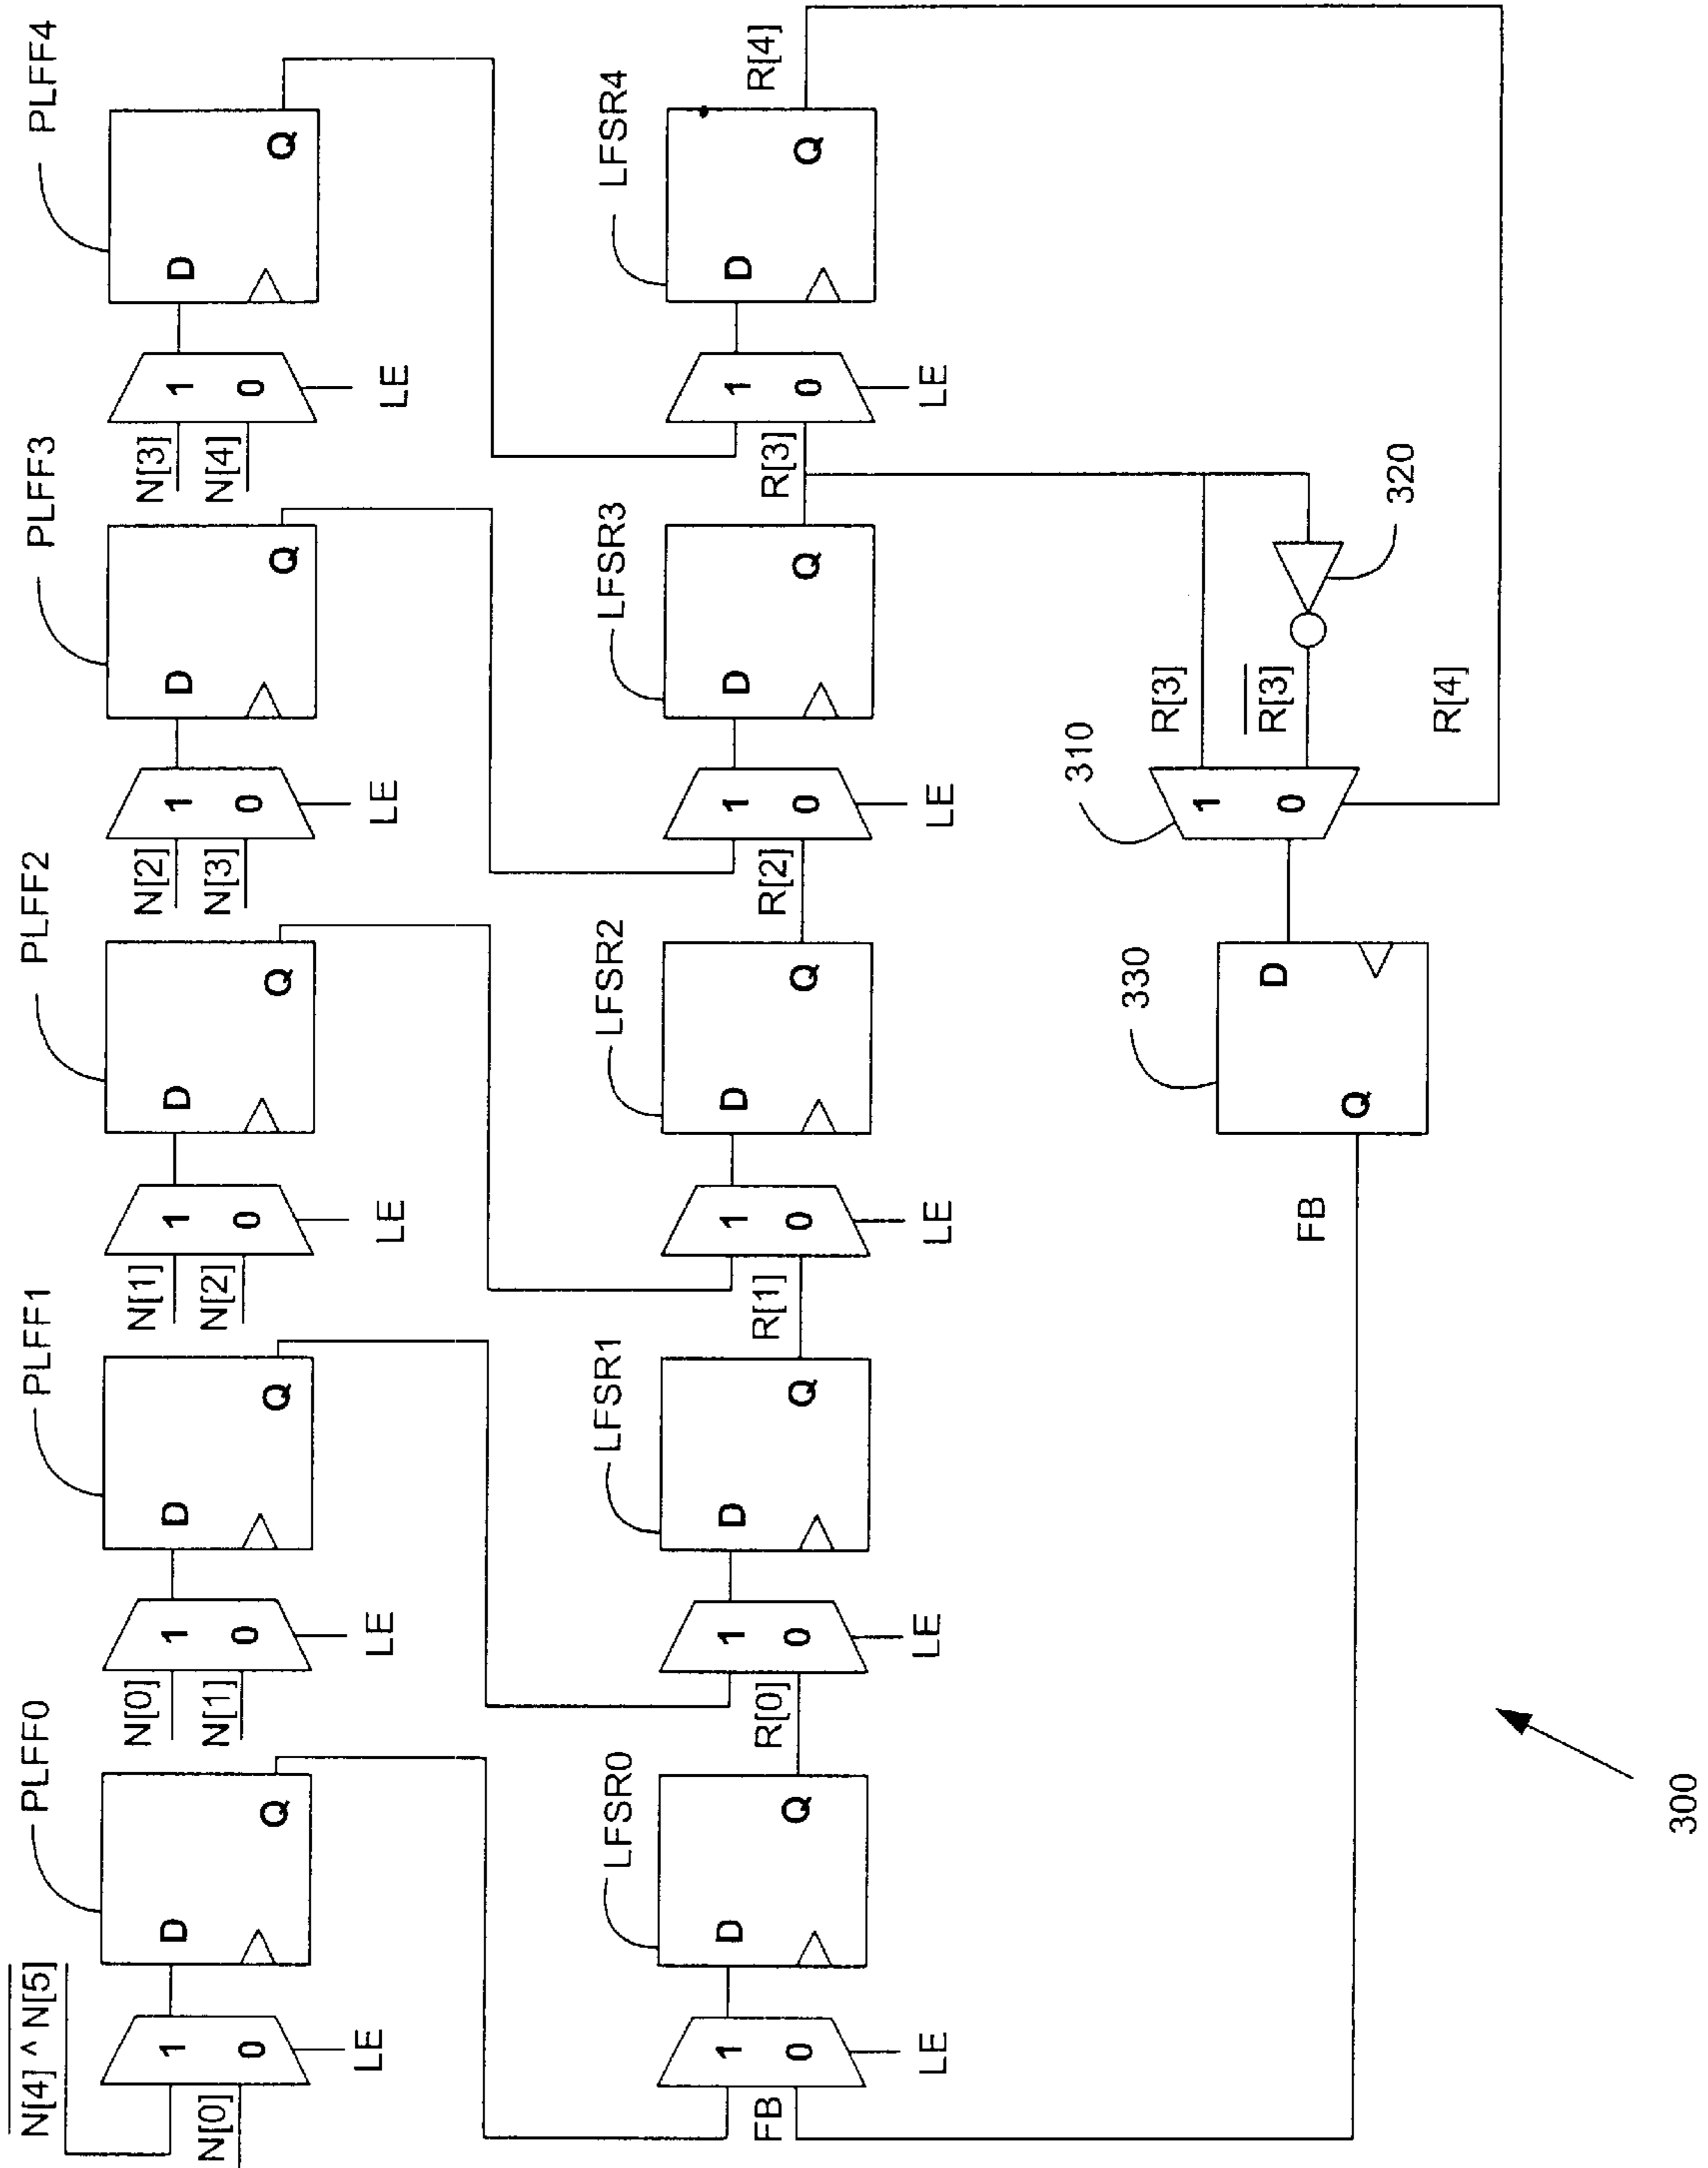 PLFF0
PLFF1
PLFF2
PLFF3
PLFF4
N[4] ^ N[5]
N[0]
1
0
LE
D
Q
N[0]
N[1]
1
0
LE
D
Q
N[1]
N[2]
1
0
LE
D
Q
N[2]
N[3]
1
0
LE
D
Q
N[3]
N[4]
1
0
LE
D
Q
LFSR0
LFSR1
LFSR2
LFSR3
LFSR4
FB
1
0
LE
D
Q
R[0]
1
0
LE
D
Q
R[1]
1
0
LE
D
Q
R[2]
1
0
LE
D
Q
R[3]
1
0
LE
D
Q
R[4]
FB
330
Q
D
310
1
0
R[3]
R[3]
R[4]
320
300